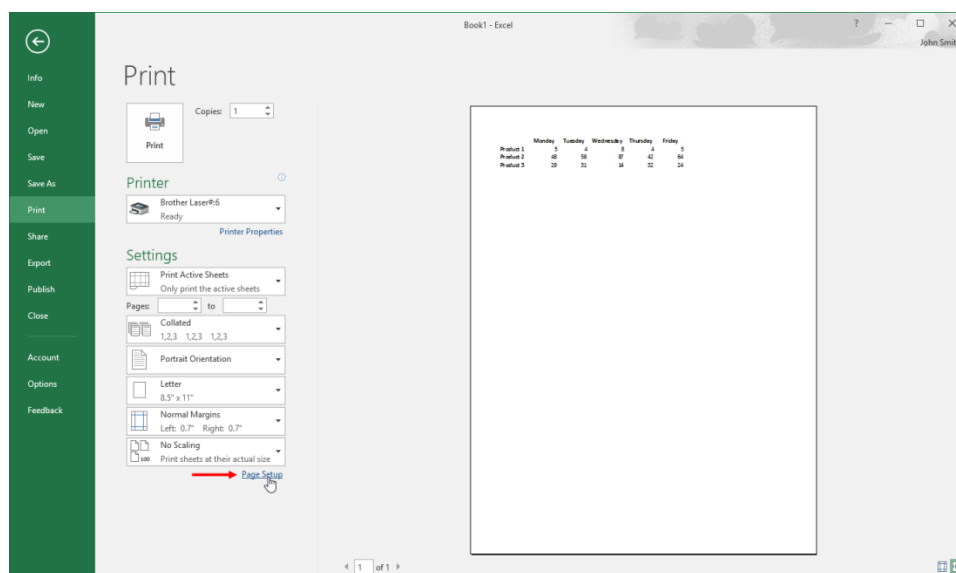 Book1 - Excel
?
John Smit
Info
New
Open
Save
Save As
Print
Share
Export
Publish
Close
Account
Options
Feedback
Print
Print
Copies: 1
Printer
Brother Laser#:6
Ready
Printer Properties
Settings
Print Active Sheets
Only print the active sheets
Pages: to
Collated
1,2,3 1,2,3 1,2,3
Portrait Orientation
Letter
8.5" x 11"
Normal Margins
Left: 0.7" Right: 0.7"
No Scaling
100 Print sheets at their actual size
Page Setup
Monday Tuesday Wednesday Thursday Friday
Product 1 5 4 8 4 5
Product 2 48 58 87 42 64
Product 3 29 31 14 32 24
1 of 1